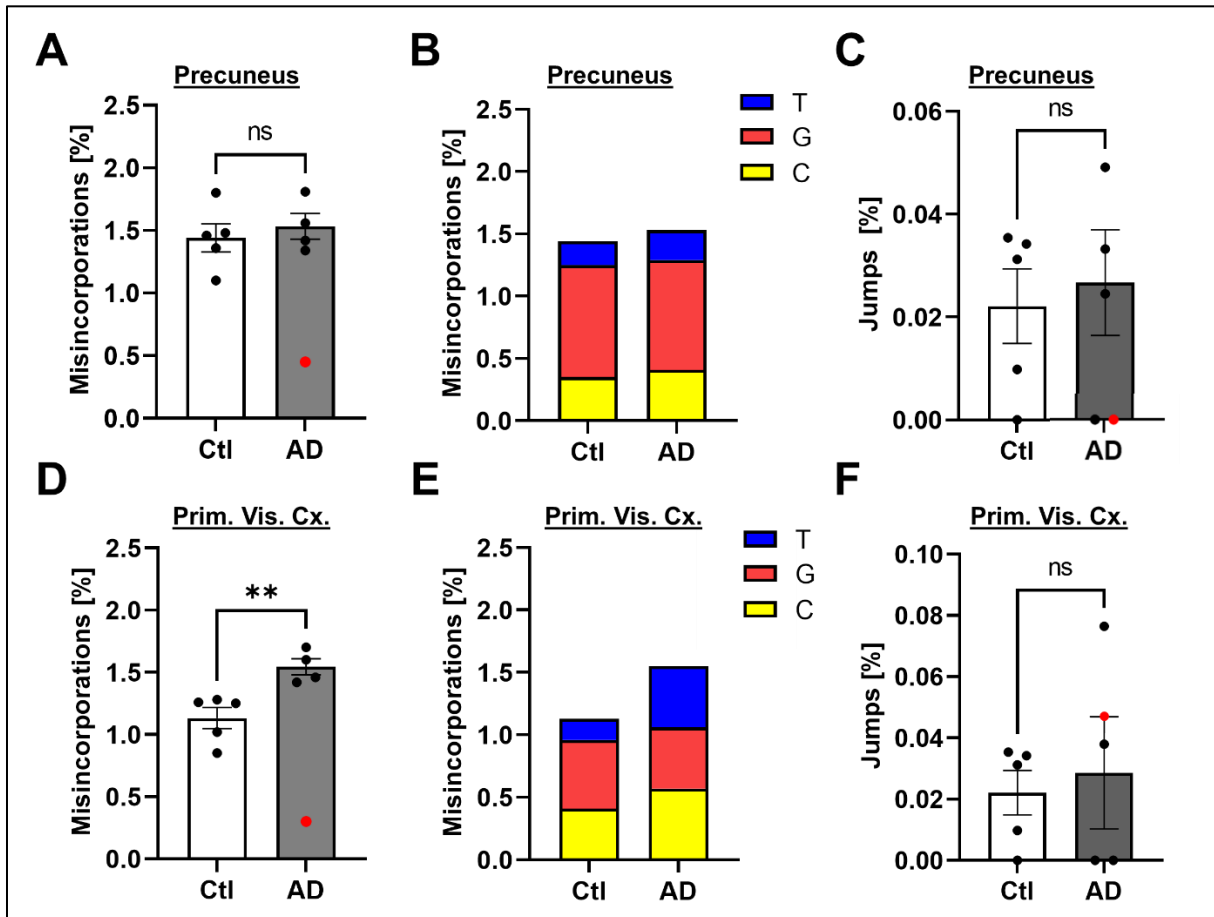 A
Precuneus
Misincorporations [%]
2.5
2.0
1.5
1.0
0.5
0.0
ns
Ctl
AD
B
Precuneus
Misincorporations [%]
2.5
2.0
1.5
1.0
0.5
0.0
Ctl
AD
T
G
C
C
Precuneus
Jumps [%]
0.06
0.04
0.02
0.00
ns
Ctl
AD
D
Prim. Vis. Cx.
Misincorporations [%]
2.5
2.0
1.5
1.0
0.5
0.0
**
Ctl
AD
E
Prim. Vis. Cx.
Misincorporations [%]
2.5
2.0
1.5
1.0
0.5
0.0
Ctl
AD
T
G
C
F
Prim. Vis. Cx.
Jumps [%]
0.10
0.08
0.06
0.04
0.02
0.00
ns
Ctl
AD